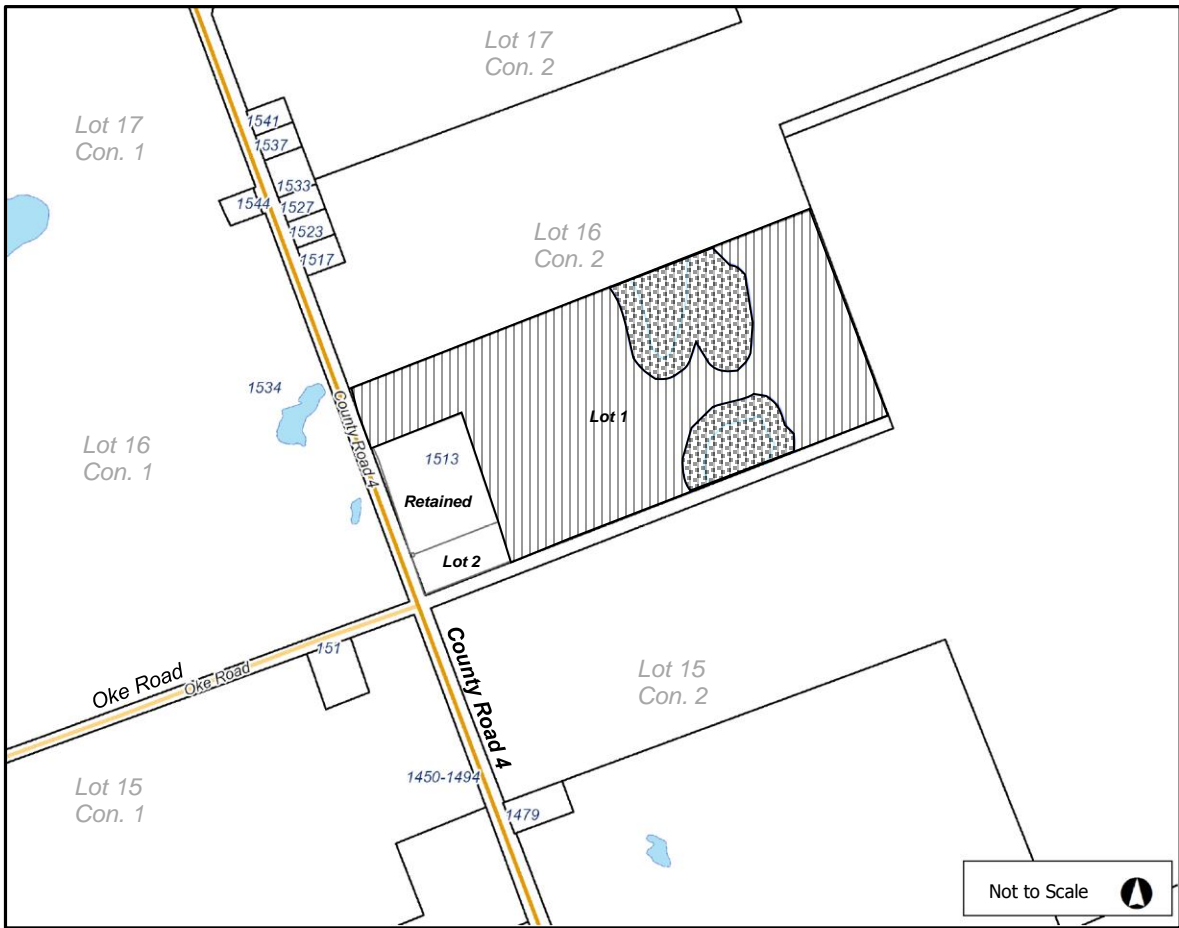 Lot 17
Con. 2
Lot 17
Con. 1
1541
1537
1533
1544
1527
1523
1517
Lot 16
Con. 2
1534
County Road 4
Lot 1
Lot 16
Con. 1
1513
Retained
Lot 2
151
Oke Road
Oke Road
County Road 4
Lot 15
Con. 2
Lot 15
Con. 1
1450-1494
1479
Not to Scale